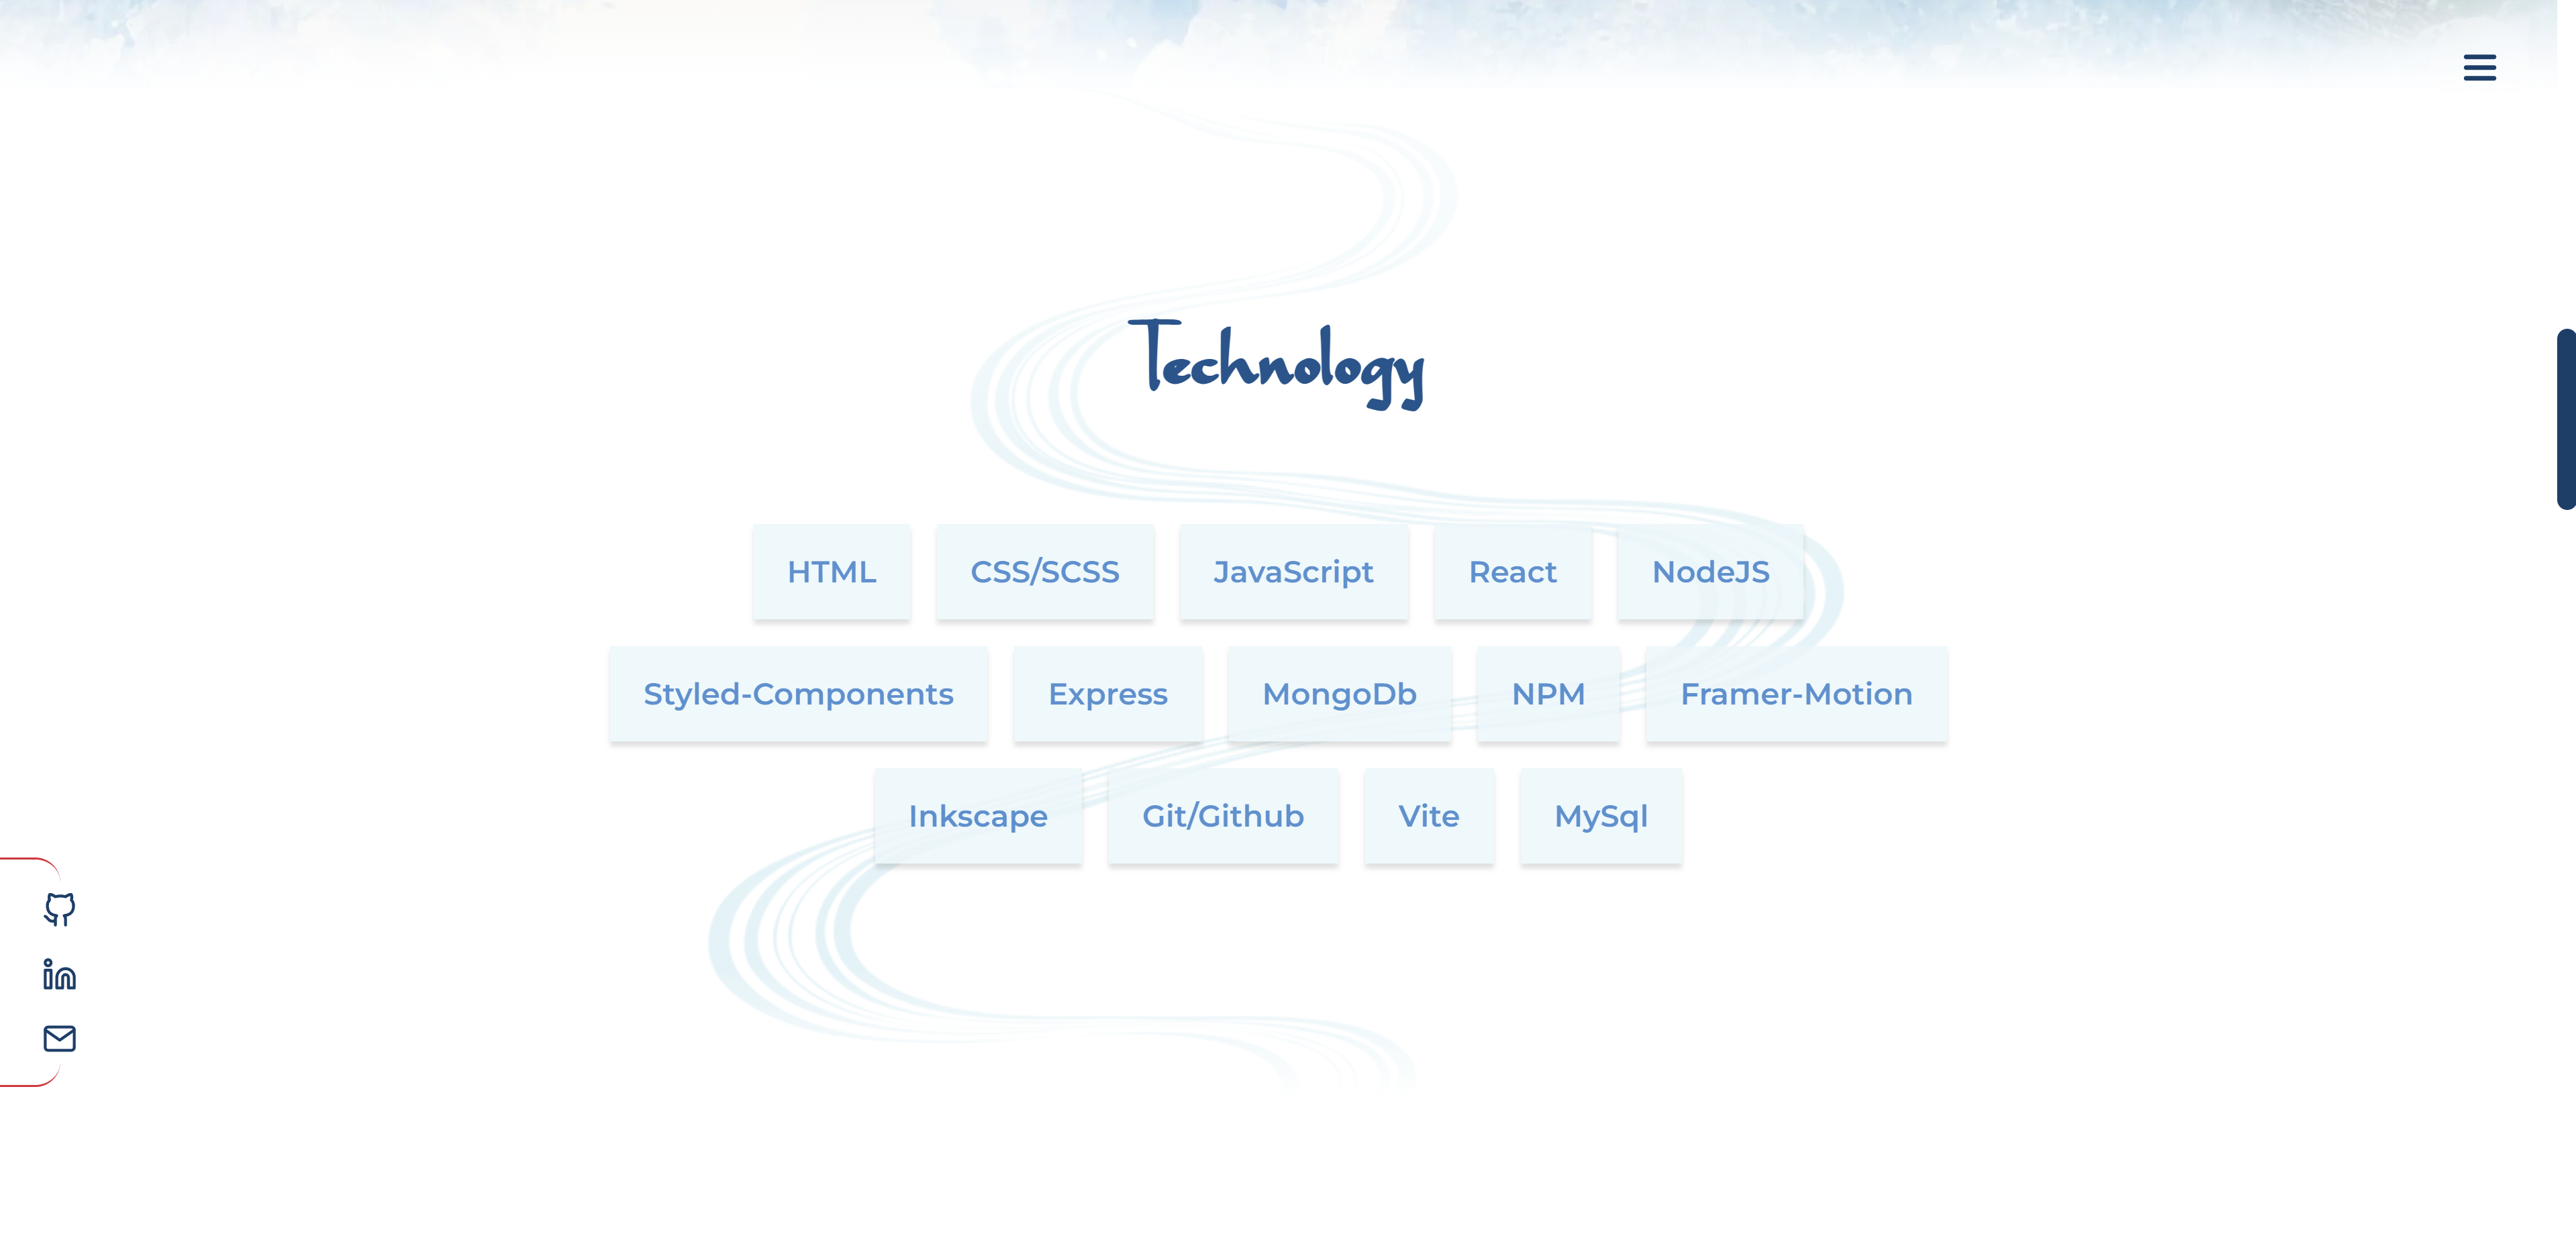 Technology
HTML CSS/SCSS JavaScript React NodeJS
Styled-Components Express MongoDb NPM Framer-Motion
Inkscape Git/Github Vite MySql